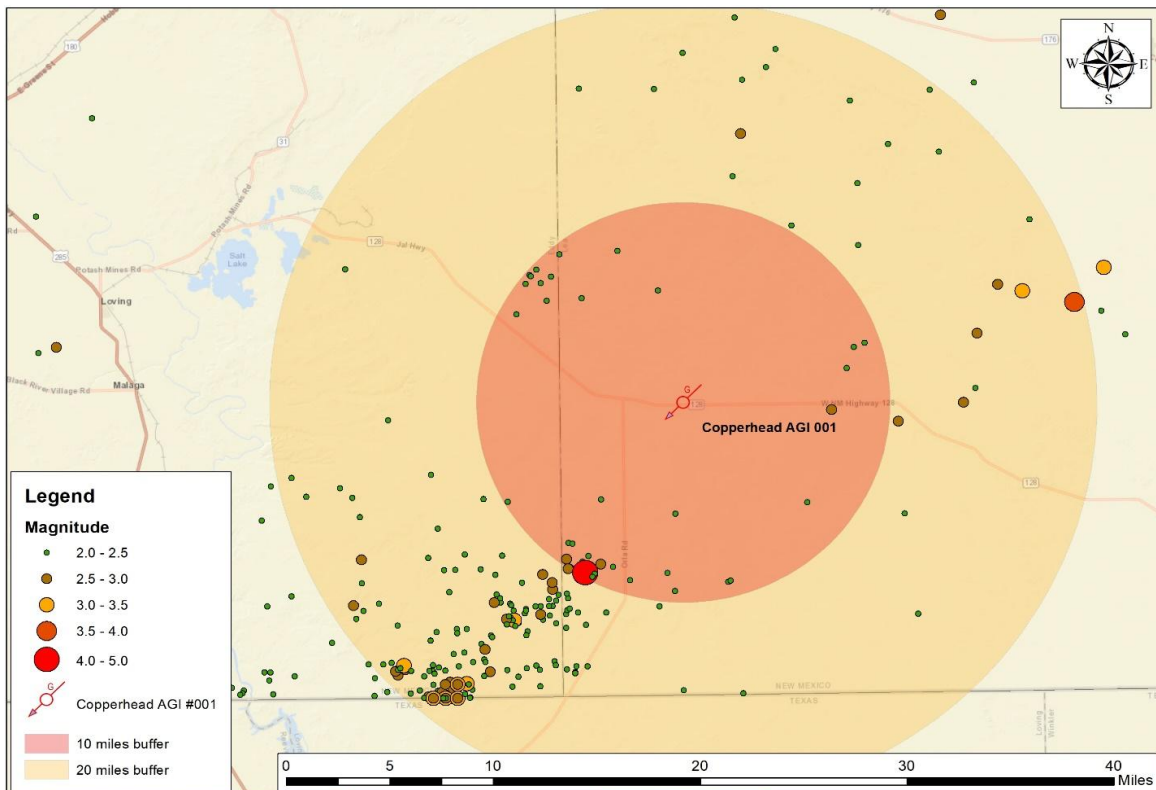 180
S Greene St
31
Potash Mines Rd
176
N
W
E
S
128
Jal Hwy
Salt
Lake
Rd
285
Potash Mines Rd
Loving
Malaga
Black River Village Rd
G
128
W NM Highway 128
Copperhead AGI 001
128
Orla Rd
NEW MEXICO
TEXAS
TEXAS
Loving
Winkler
Legend
Magnitude
2.0 - 2.5
2.5 - 3.0
3.0 - 3.5
3.5 - 4.0
4.0 - 5.0
G
Copperhead AGI #001
10 miles buffer
20 miles buffer
0
10
20
30
40
Miles